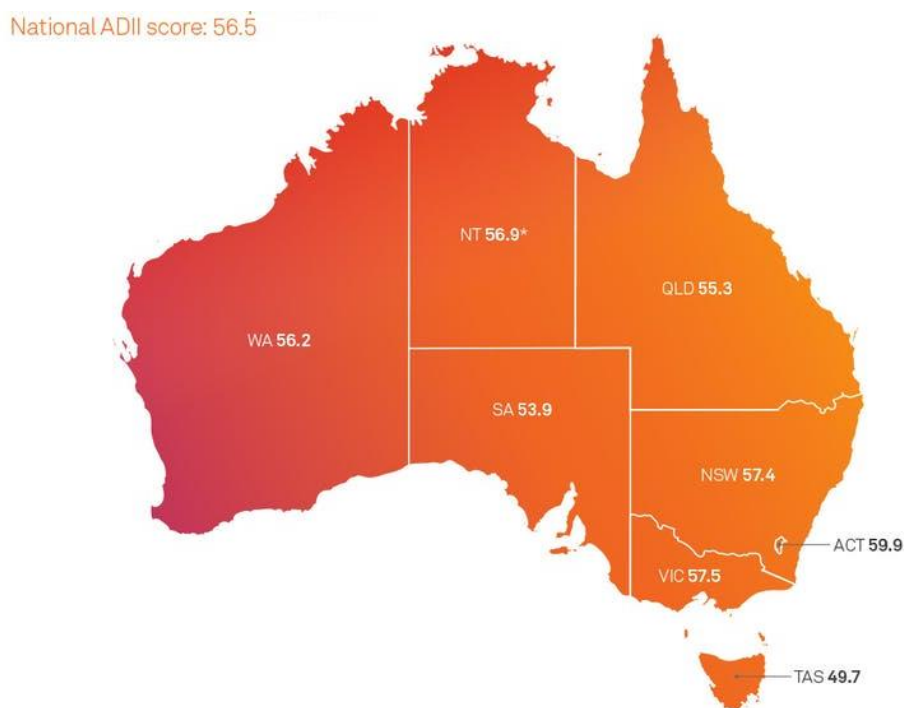 National ADII score: 56.5
NT 56.9*
QLD 55.3
WA 56.2
SA 53.9
NSW 57.4
ACT 59.9
VIC 57.5
TAS 49.7